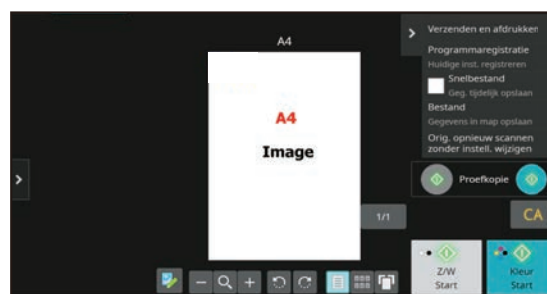 A4
A4
Image
1/1
Verzenden en afdrukken
Programmaregistratie
Huidige inst. registreren
Snelbestand
Geg. tijdelijk opslaan
Bestand
Gegevens in map opslaan
Orig. opnieuw scannen
zonder instell. wijzigen
Proefkopie
CA
Z/W
Start
Kleur
Start